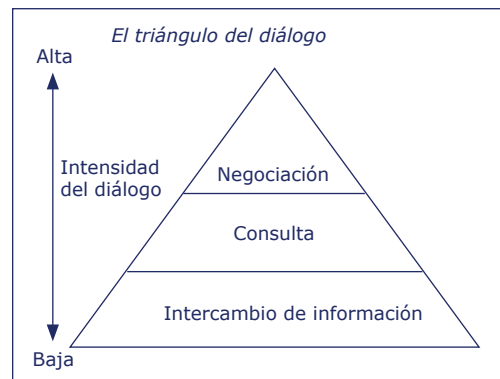 El triángulo del diálogo
Alta
Intensidad
del diálogo
Negociación
Consulta
Intercambio de información
Baja